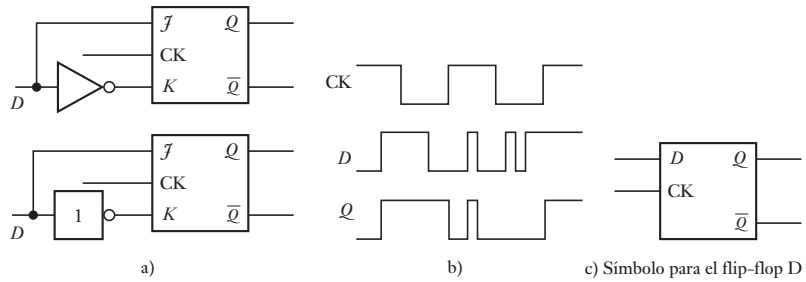 J Q
CK
K Q̅
D
J Q
CK
1 K Q̅
D
a)
CK
D
Q
b)
D Q
CK
Q̅
c) Símbolo para el flip-flop D